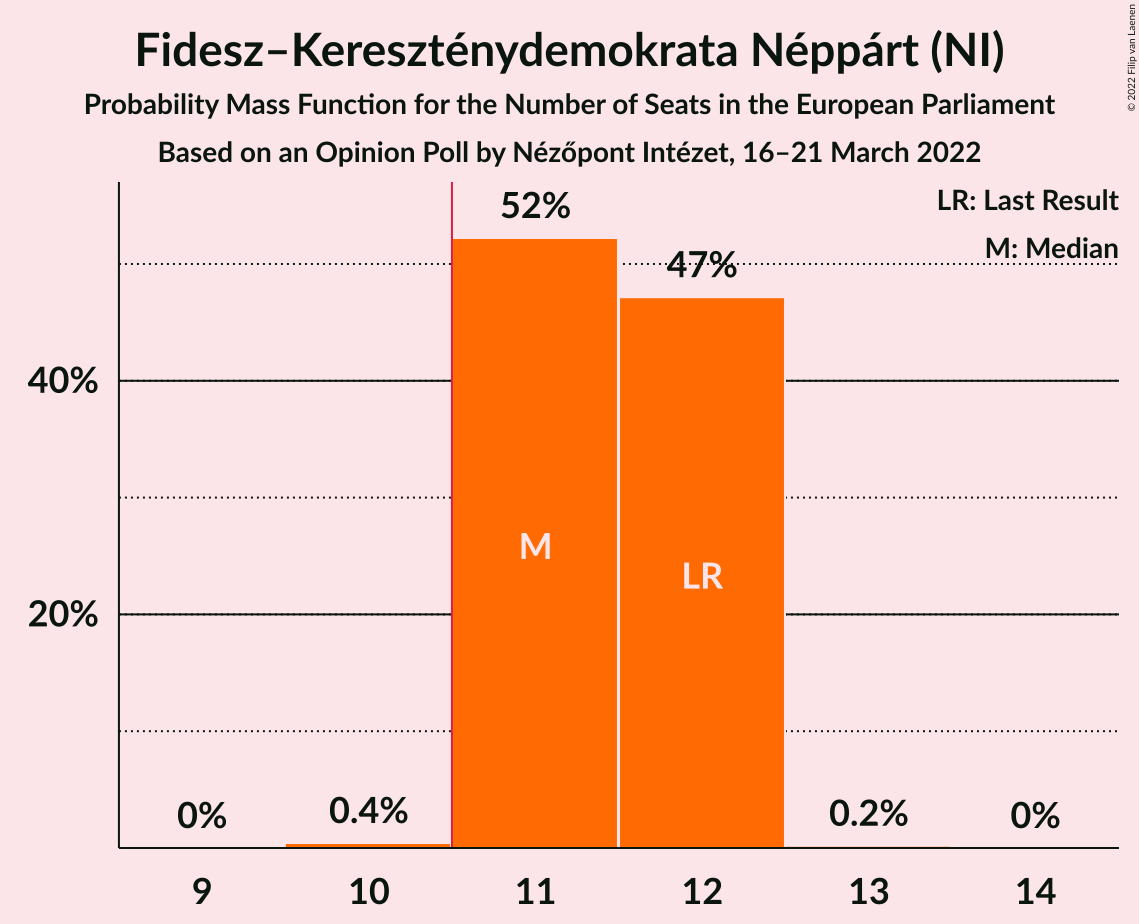 Fidesz–Kereszténydemokrata Néppárt (NI)
Probability Mass Function for the Number of Seats in the European Parliament
Based on an Opinion Poll by Nézőpont Intézet, 16–21 March 2022
© 2022 Filip van Laenen
LR: Last Result
M: Median
52%
47%
40%
M
LR
20%
0%
0.4%
0.2%
0%
9
10
11
12
13
14